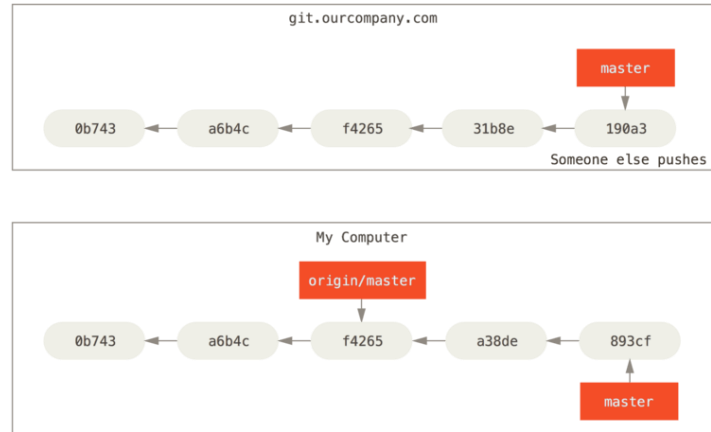 git.ourcompany.com
master
0b743 a6b4c f4265 31b8e 190a3
Someone else pushes
My Computer
origin/master
0b743 a6b4c f4265 a38de 893cf
master